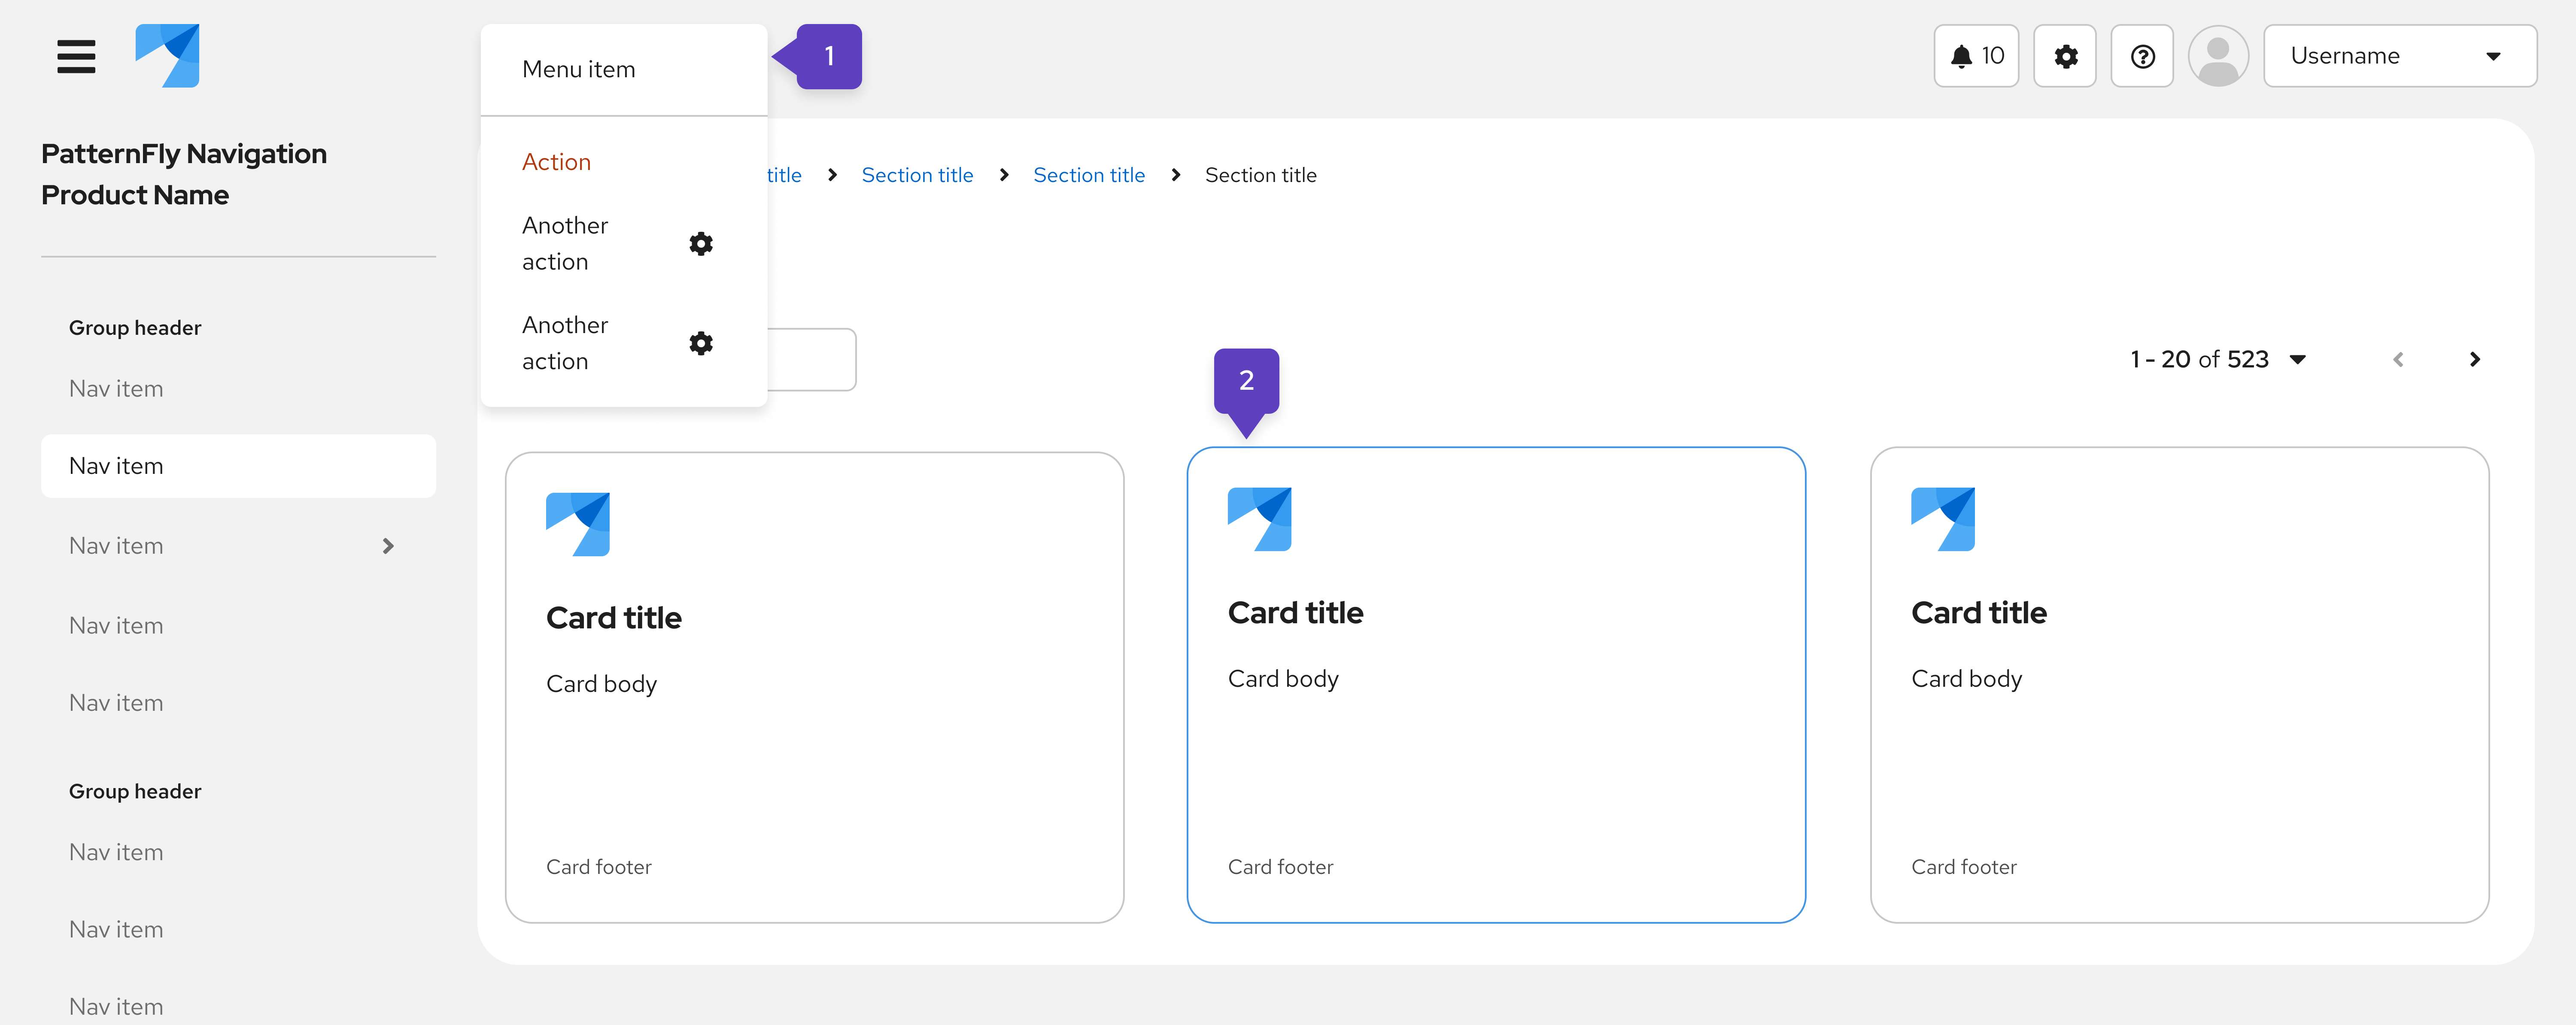 10
Username
PatternFly Navigation
Product Name
Group header
Nav item
Nav item
Nav item
Nav item
Nav item
Group header
Nav item
Nav item
Nav item
Menu item
1
Action
Another
action
Another
action
title
Section title
Section title
Section title
1 - 20 of 523
2
Card title
Card body
Card footer
Card title
Card body
Card footer
Card title
Card body
Card footer